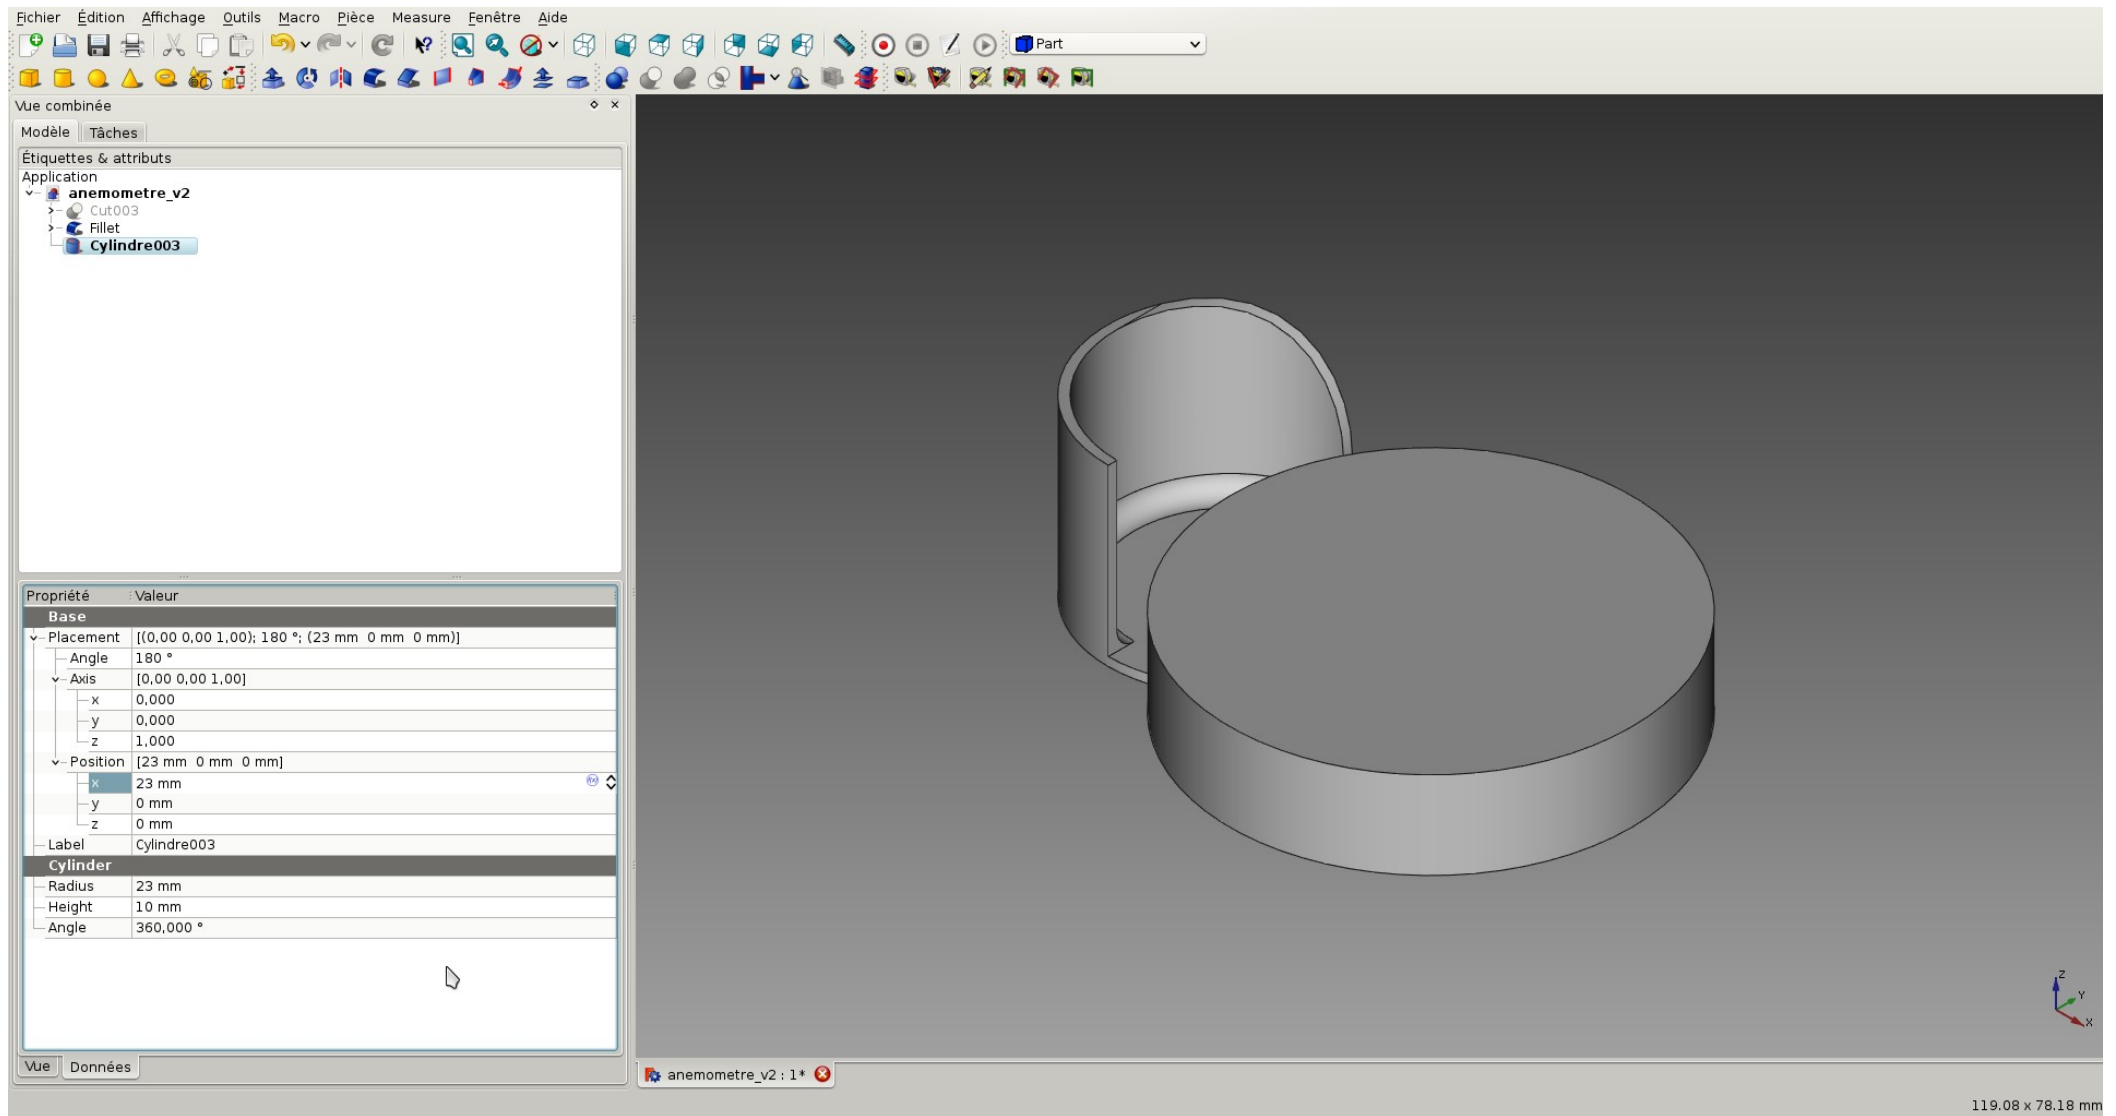 Fichier Édition Affichage Outils Macro Pièce Measure Fenêtre Aide
Part
Vue combinée
Modèle Tâches
Étiquettes & attributs
Application
anemometre_v2
Cut003
Fillet
Cylindre003
Propriété Valeur
Base
Placement [(0,00 0,00 1,00); 180 °; (23 mm 0 mm 0 mm)]
Angle 180 °
Axis [0,00 0,00 1,00]
x 0,000
y 0,000
z 1,000
Position [23 mm 0 mm 0 mm]
x 23 mm
y 0 mm
z 0 mm
Label Cylindre003
Cylinder
Radius 23 mm
Height 10 mm
Angle 360,000 °
Z
Y
X
Vue Données
anemometre_v2 : 1*
119.08 x 78.18 mm